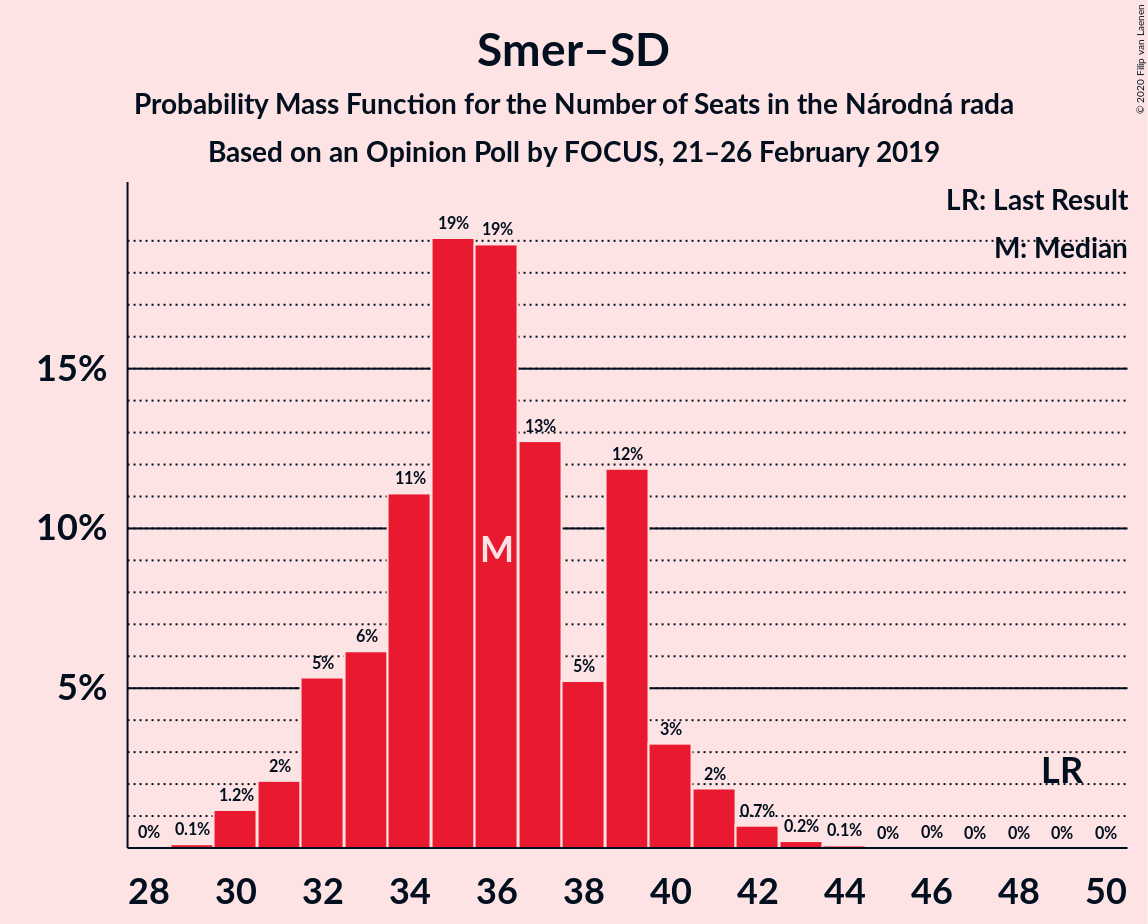 Smer–SD
Probability Mass Function for the Number of Seats in the Národná rada
Based on an Opinion Poll by FOCUS, 21–26 February 2019
© 2020 Filip van Laenen
LR: Last Result
M: Median
15%
10%
5%
0%
0.1%
1.2%
2%
5%
6%
11%
19%
19%
13%
5%
12%
3%
2%
0.7%
0.2%
0.1%
0%
0%
0%
0%
0%
0%
M
LR
28 30 32 34 36 38 40 42 44 46 48 50